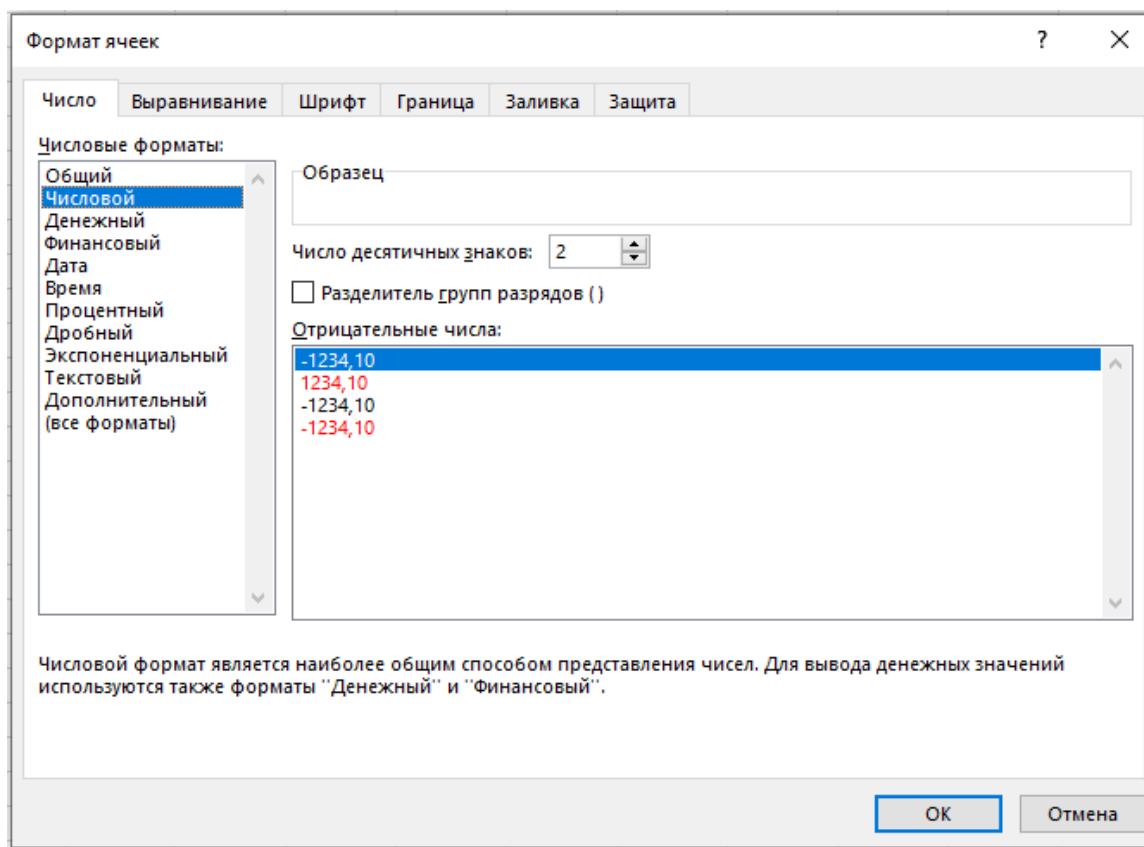 Формат ячеек
?
Число Выравнивание Шрифт Граница Заливка Защита
Числовые форматы:
Общий
Числовой
Денежный
Финансовый
Дата
Время
Процентный
Дробный
Экспоненциальный
Текстовый
Дополнительный
(все форматы)
Образец
Число десятичных знаков: 2
Разделитель групп разрядов ( )
Отрицательные числа:
-1234,10
1234,10
-1234,10
-1234,10
Числовой формат является наиболее общим способом представления чисел. Для вывода денежных значений
используются также форматы "Денежный" и "Финансовый".
ОК Отмена